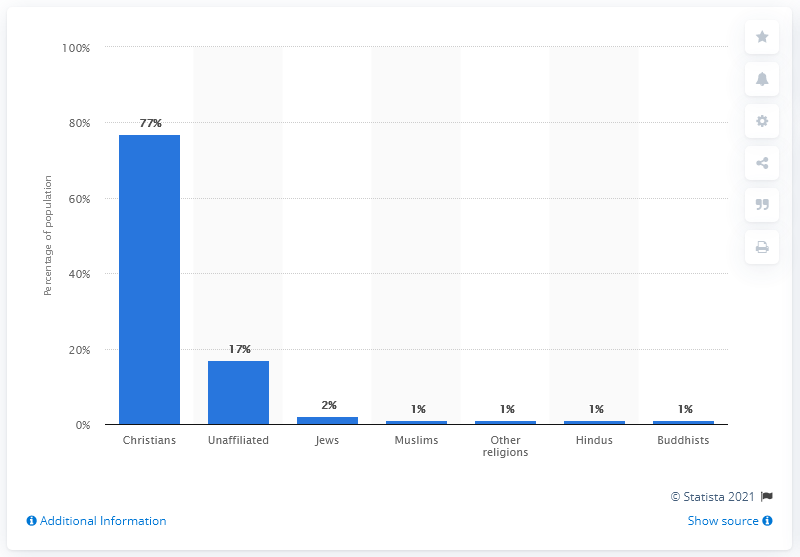 100%
80%
60%
40%
20%
0%
Percentage of population
77%
17%
2%
1%
1%
1%
1%
Christians
Unaffiliated
Jews
Muslims
Other
religions
Hindus
Buddhists
© Statista 2021
Additional Information
Show source